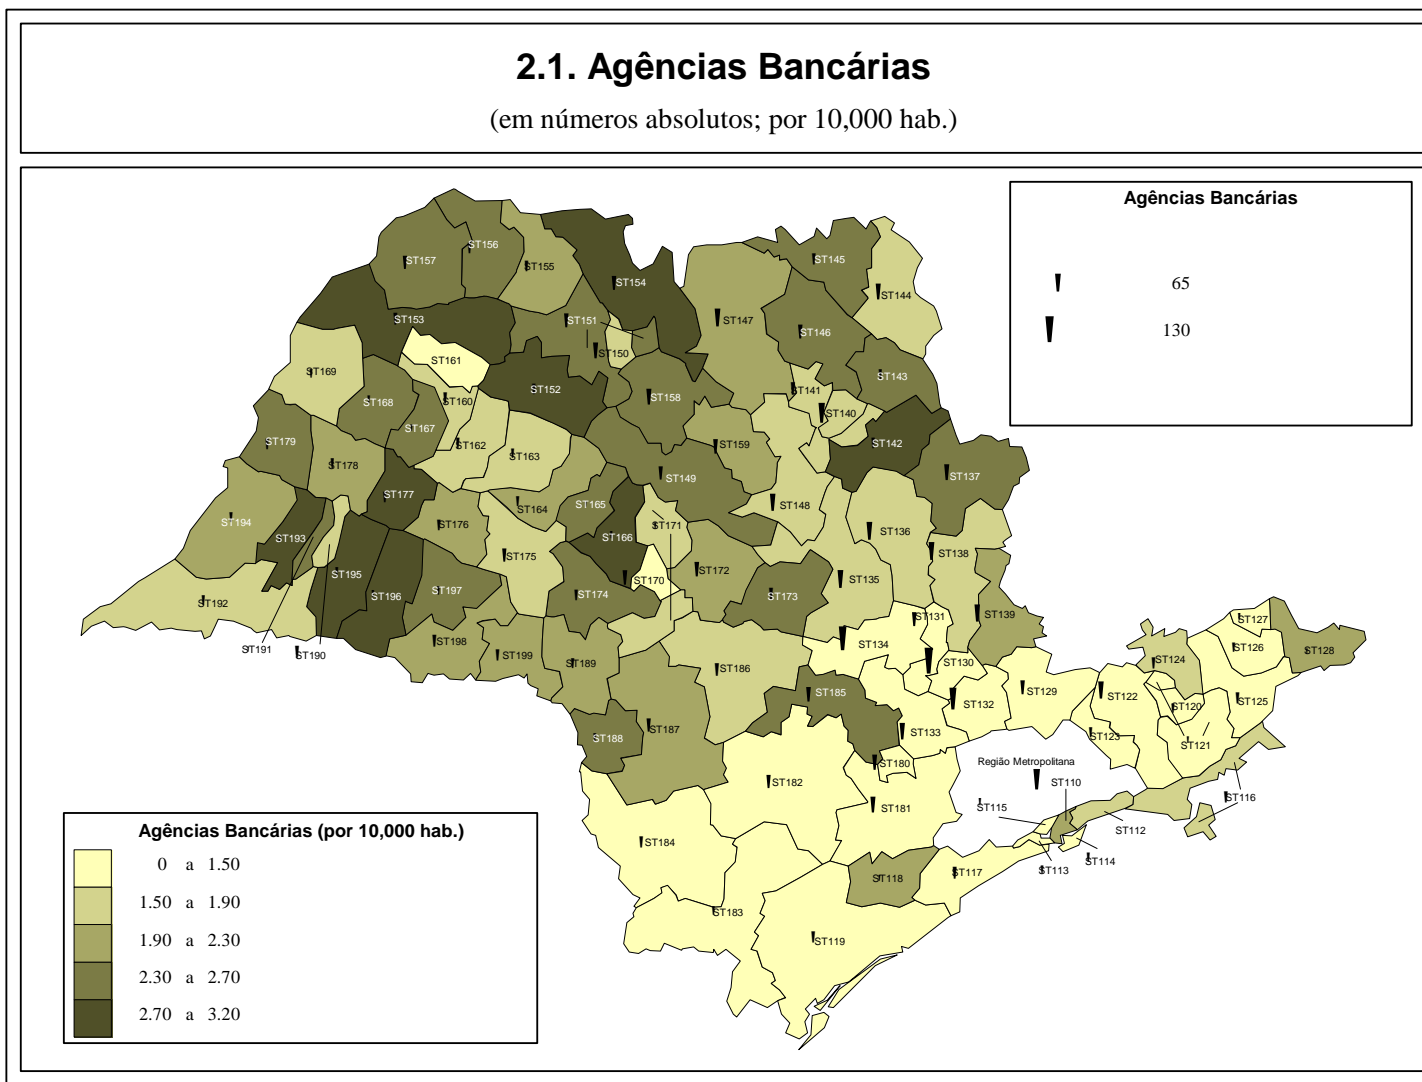 2.1. Agências Bancárias
(em números absolutos; por 10,000 hab.)
Agências Bancárias
65
130
ST156
ST157
ST155
ST154
ST145
ST144
ST153
ST151
ST147
ST146
ST150
ST161
ST169
ST143
ST152
ST141
ST168
ST160
ST158
ST140
ST167
ST179
ST162
ST159
ST142
ST163
ST178
ST149
ST137
ST177
ST165
ST148
ST164
ST194
ST176
ST171
ST136
ST193
ST166
ST175
ST138
ST195
ST172
ST170
ST135
ST197
ST196
ST174
ST173
ST192
ST139
ST131
ST127
ST198
ST134
ST126
ST128
ST191
ST190
ST199
ST189
ST130
ST124
ST186
ST185
ST129
ST122
ST132
ST125
ST120
ST187
ST133
ST123
ST188
ST121
ST180
Região Metropolitana
ST182
ST110
ST116
ST181
ST115
ST112
ST184
ST114
ST113
ST118
ST117
ST183
ST119
Agências Bancárias (por 10,000 hab.)
0 a 1.50
1.50 a 1.90
1.90 a 2.30
2.30 a 2.70
2.70 a 3.20